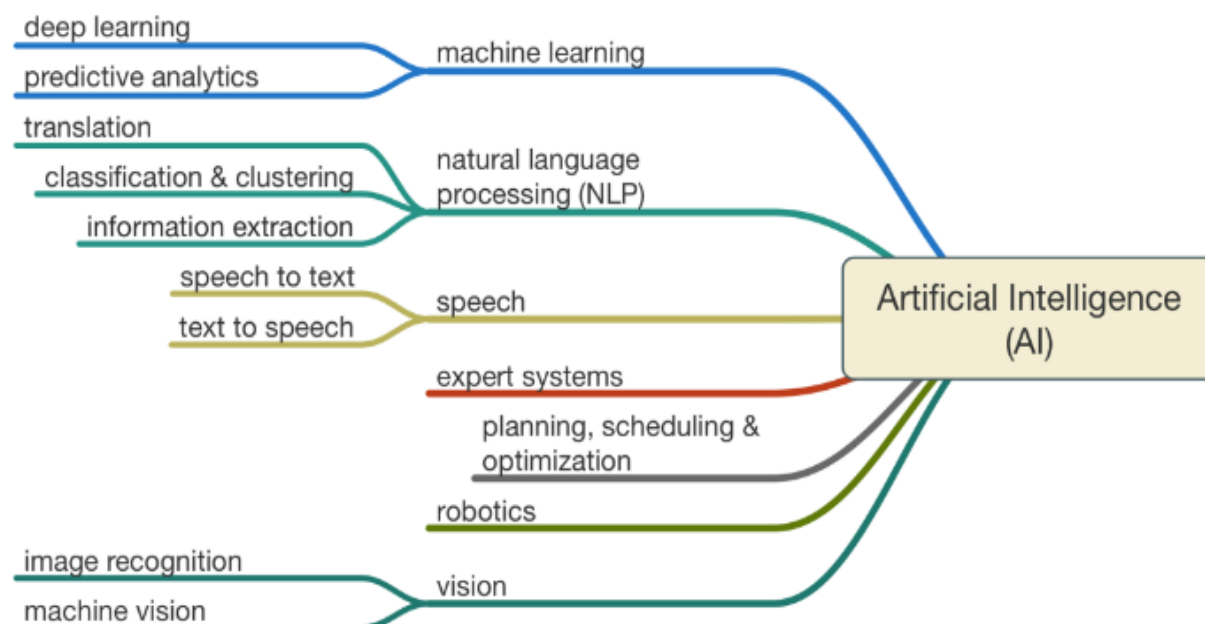 deep learning
predictive analytics
machine learning
translation
classification & clustering
information extraction
natural language
processing (NLP)
speech to text
text to speech
speech
expert systems
planning, scheduling &
optimization
robotics
image recognition
machine vision
vision
Artificial Intelligence
(AI)